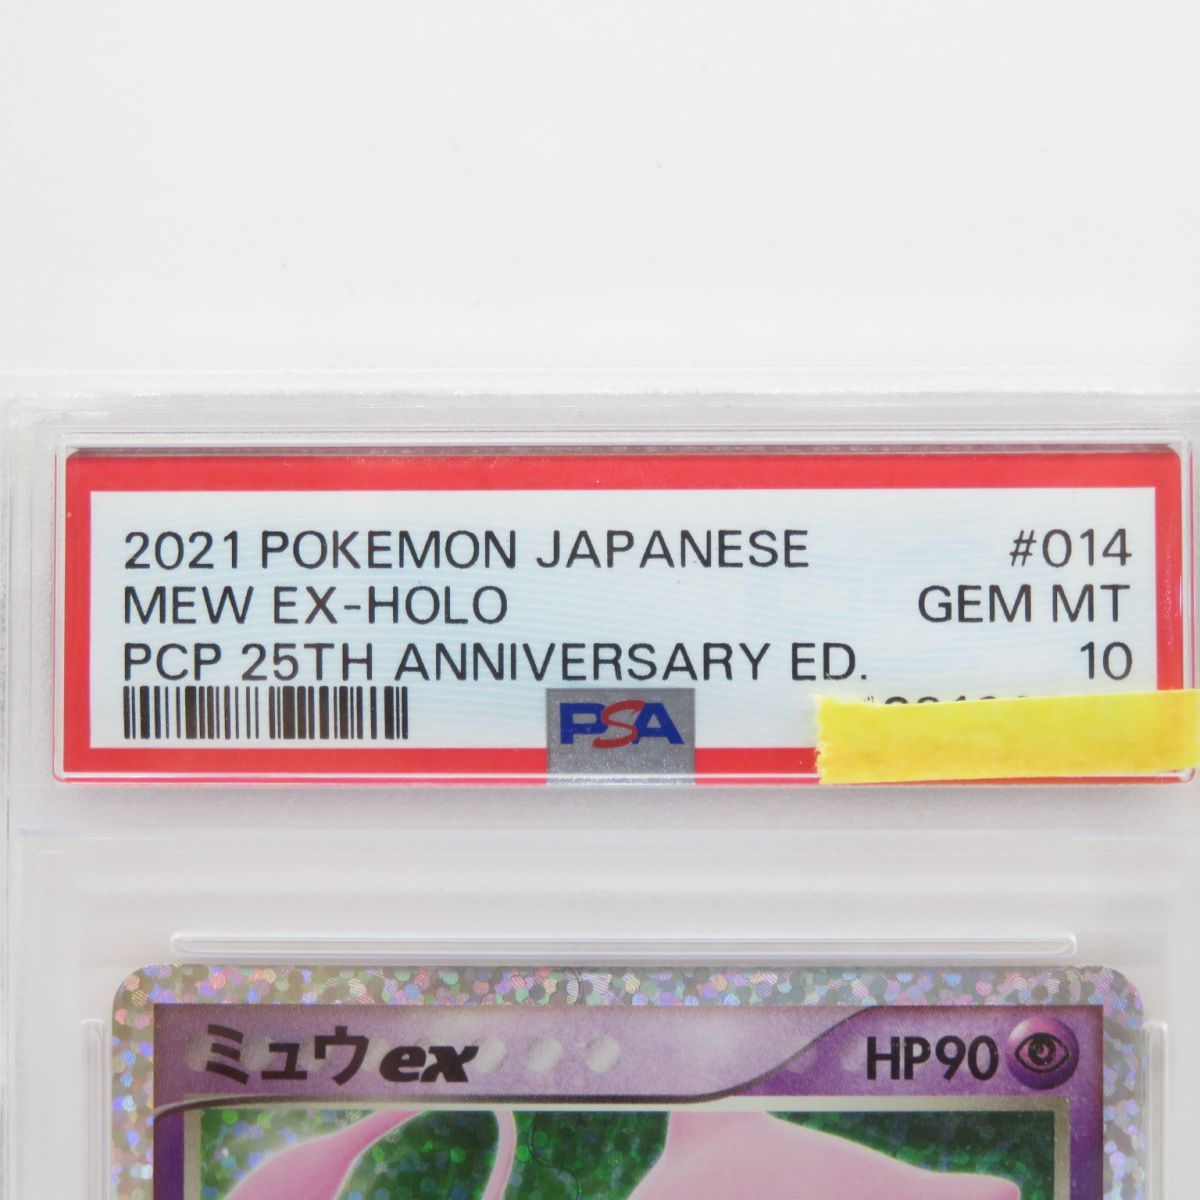 2021 POKEMON JAPANESE #014
MEW EX-HOLO GEM MT
PCP 25TH ANNIVERSARY ED. 10
PSA
ミュウex HP90